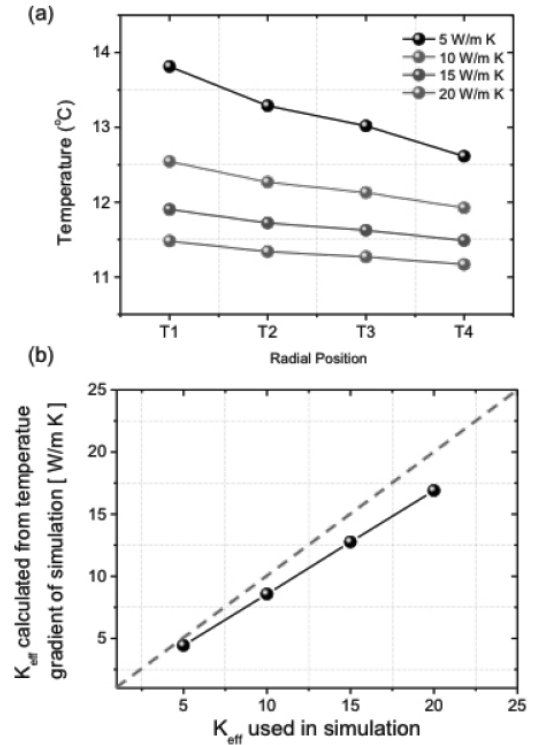 (a)
14
13
12
11
Temperature (°C)
5 W/m K
10 W/m K
15 W/m K
20 W/m K
T1 T2 T3 T4
Radial Position
(b)
25
20
15
10
5
K_eff calculated from temperatue
gradient of simulation [ W/m K ]
5 10 15 20 25
K_eff used in simulation